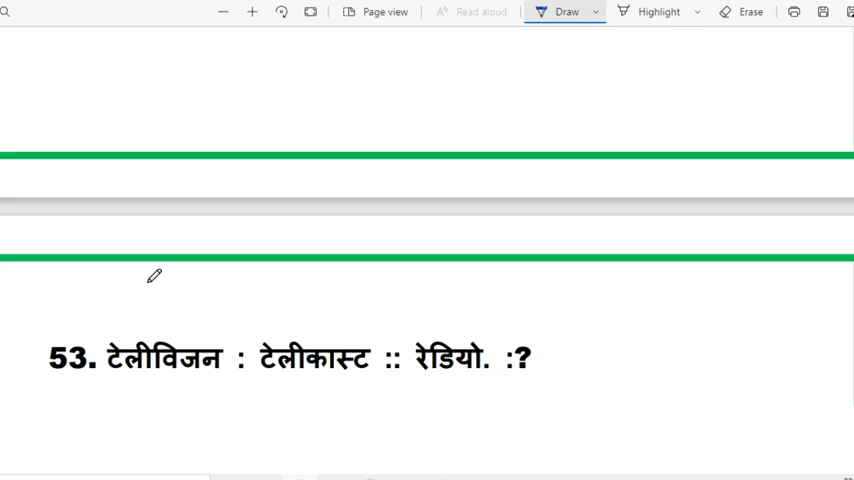 Page view Read aloud Draw Highlight Erase
53. टेलीविजन : टेलीकास्ट :: रेडियो. :?